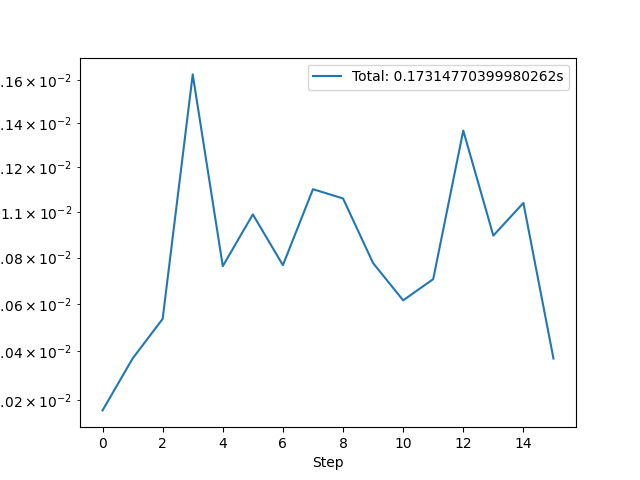 Total: 0.17314770399980262s
.16 × 10⁻²
.14 × 10⁻²
.12 × 10⁻²
1.1 × 10⁻²
.08 × 10⁻²
.06 × 10⁻²
.04 × 10⁻²
.02 × 10⁻²
0 2 4 6 8 10 12 14
Step